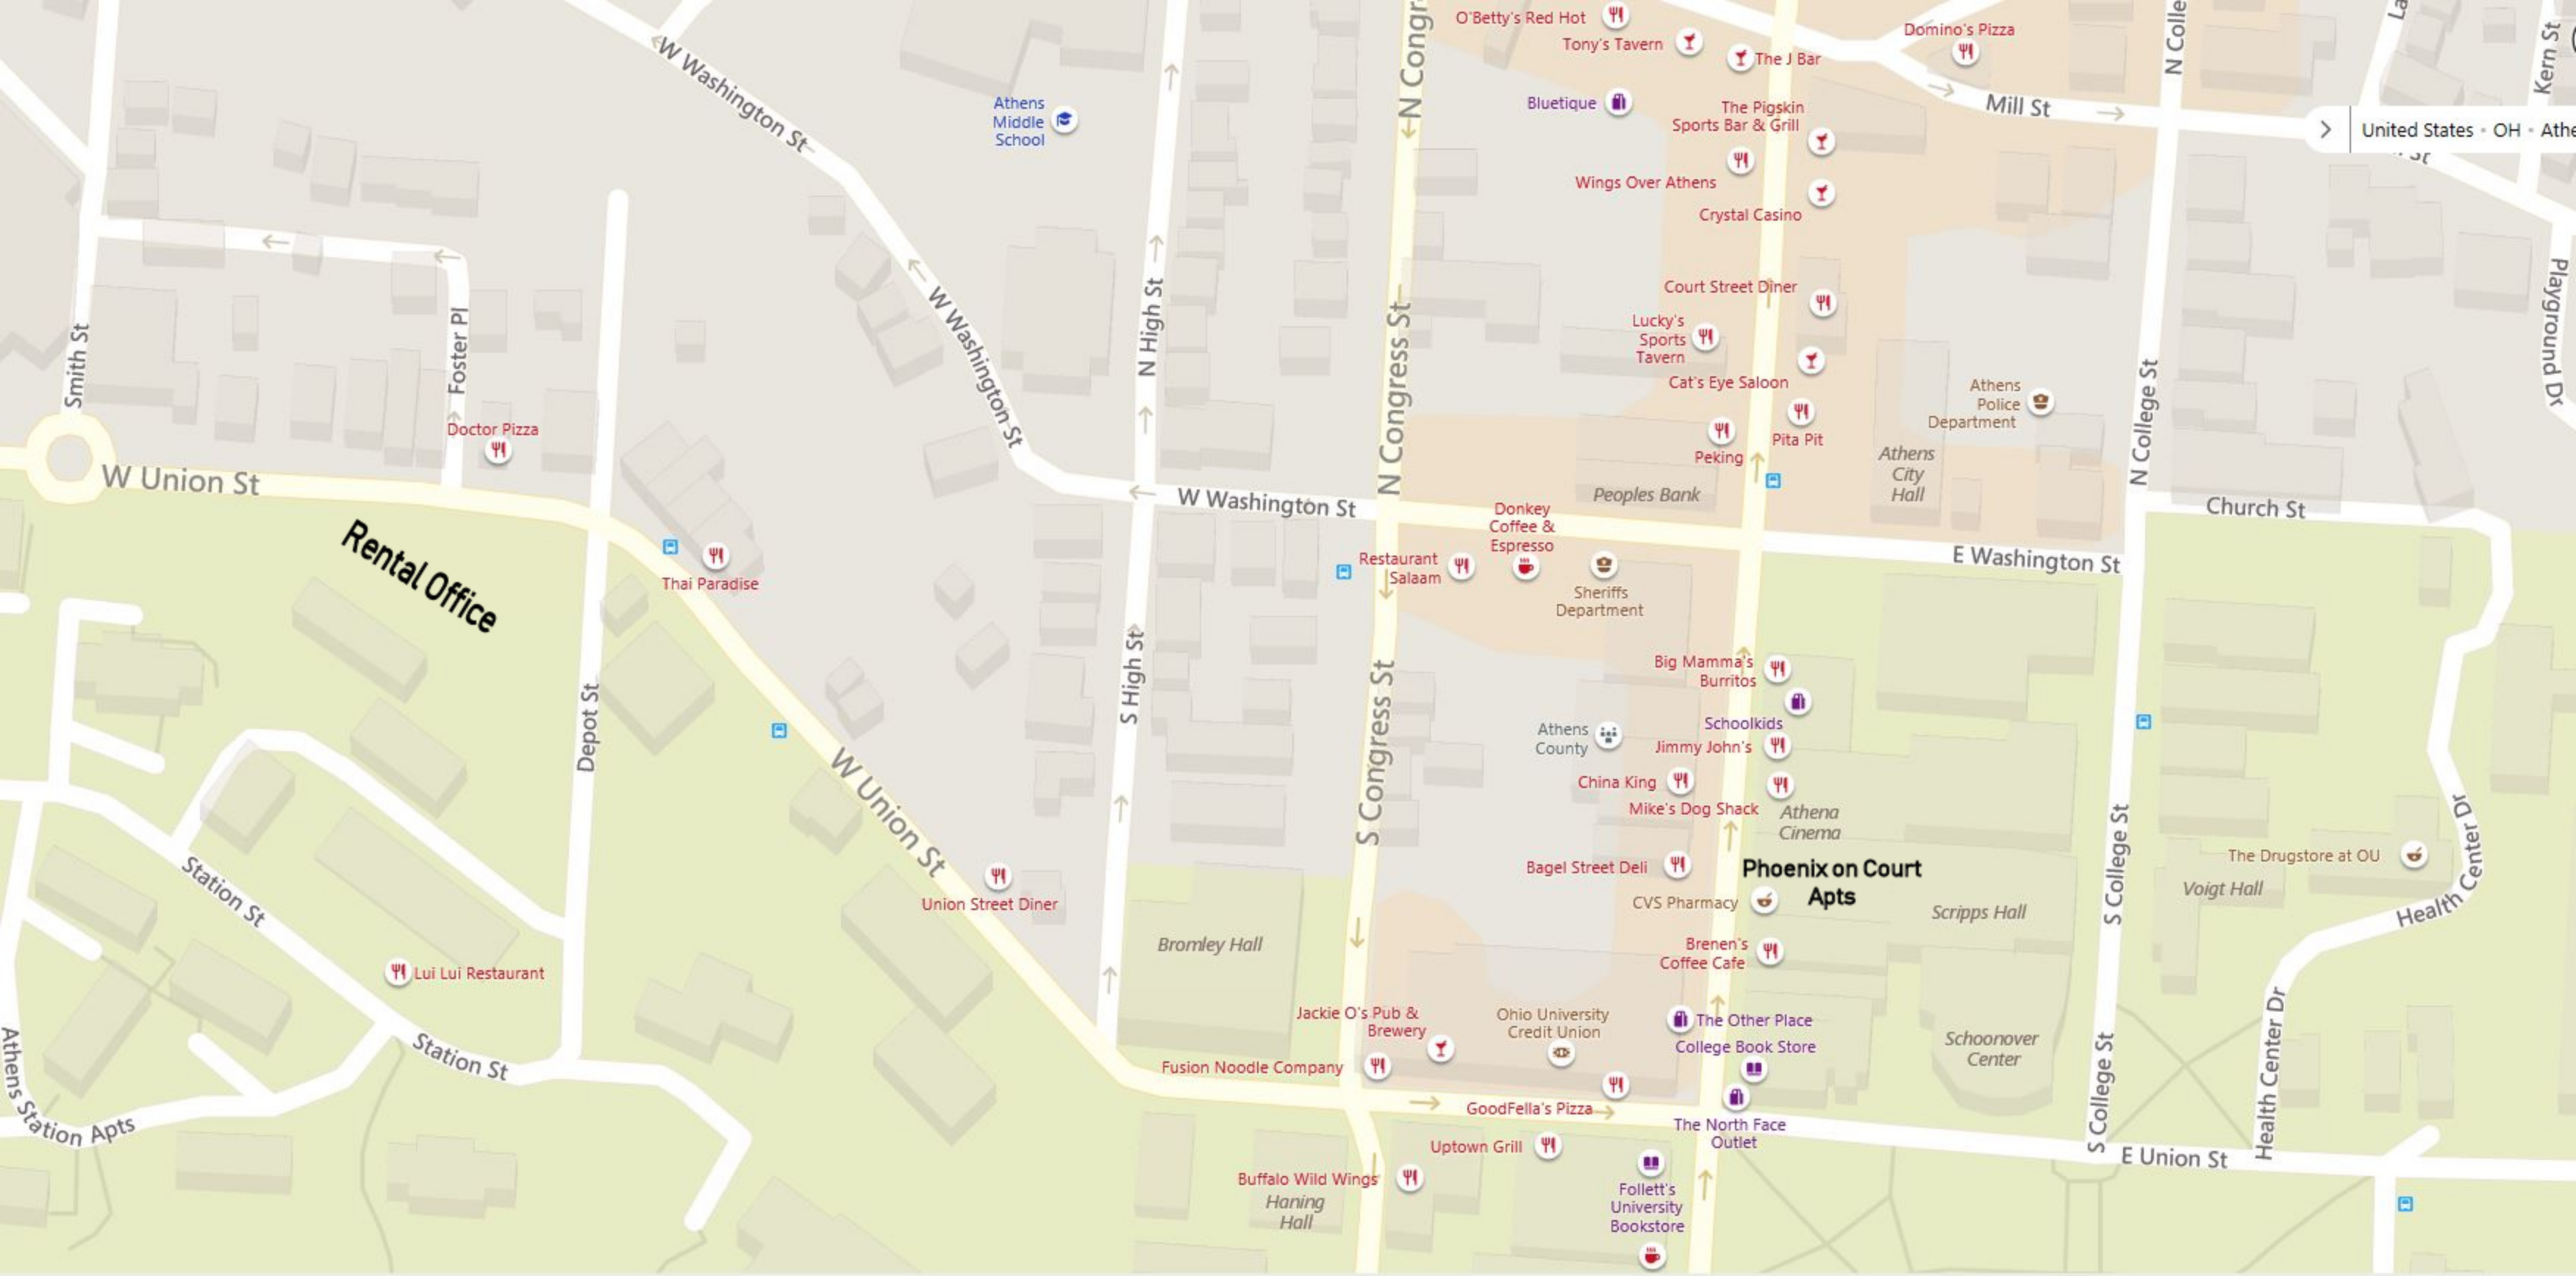 O'Betty's Red Hot
Tony's Tavern
The J Bar
Domino's Pizza
N Congr
N Colle
La
Kern St
W Washington St
Athens
Middle
School
Bluetique
The Pigskin
Sports Bar & Grill
Mill St
United States • OH • Athe
St
Wings Over Athens
Crystal Casino
W Washington St
N High St
N Congress St
Court Street Diner
Playground Dr
Smith St
Foster Pl
Lucky's
Sports
Tavern
Cat's Eye Saloon
Athens
Police
Department
N College St
Doctor Pizza
Peking
Pita Pit
Athens
City
Hall
W Union St
W Washington St
Peoples Bank
Church St
Rental Office
Donkey
Coffee &
Espresso
E Washington St
Thai Paradise
Restaurant
Salaam
Sheriffs
Department
Depot St
S High St
S Congress St
Big Mamma's
Burritos
Schoolkids
Athens
County
Jimmy John's
China King
Mike's Dog Shack
Athena
Cinema
W Union St
S College St
Health Center Dr
The Drugstore at OU
Bagel Street Deli
Phoenix on Court
Apts
CVS Pharmacy
Scripps Hall
Voigt Hall
Station St
Union Street Diner
Bromley Hall
Brenen's
Coffee Cafe
Lui Lui Restaurant
Jackie O's Pub &
Brewery
Ohio University
Credit Union
The Other Place
College Book Store
Schoonover
Center
S College St
Health Center Dr
Athens Station Apts
Station St
Fusion Noodle Company
GoodFella's Pizza
The North Face
Outlet
Uptown Grill
E Union St
Buffalo Wild Wings
Haning
Hall
Follett's
University
Bookstore